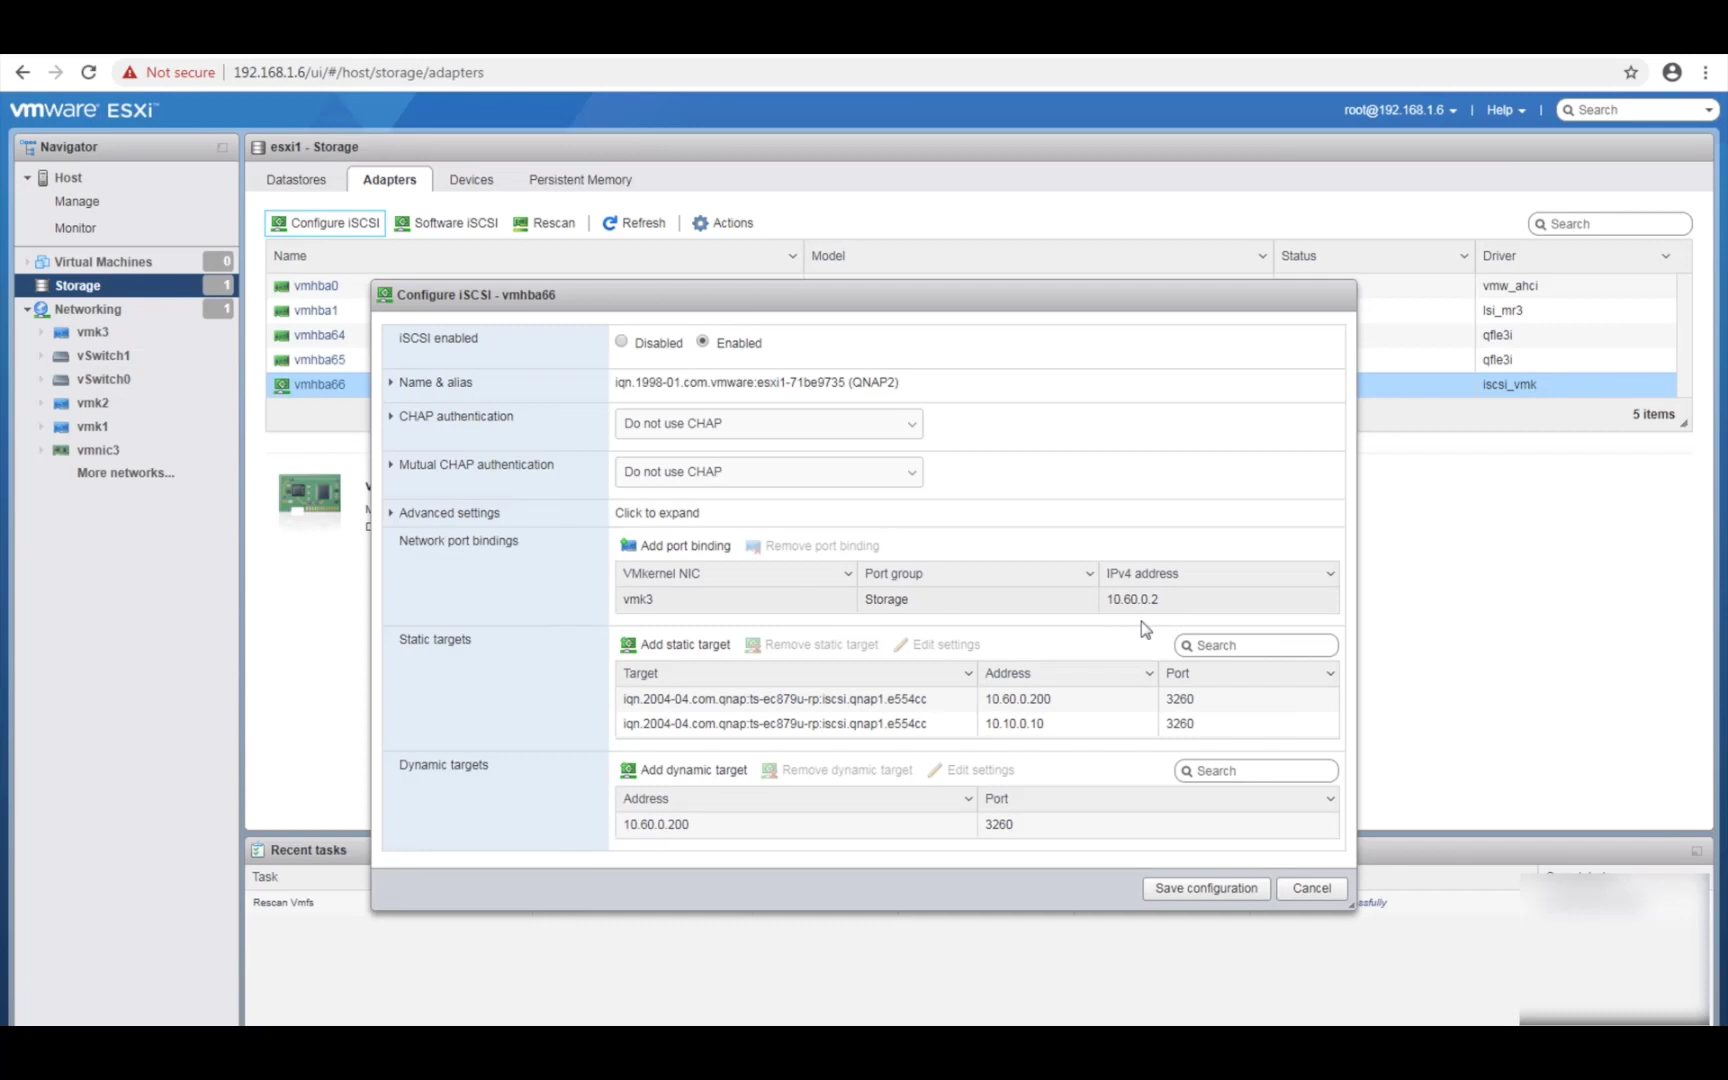 Not secure | 192.168.1.6/ui/#/host/storage/adapters
vmware ESXi™
root@192.168.1.6 | Help | Search
Navigator
Host
Manage
Monitor
Virtual Machines 0
Storage 1
Networking 1
vmk3
vSwitch1
vSwitch0
vmk2
vmk1
vmnic3
More networks...
esxi1 - Storage
Datastores Adapters Devices Persistent Memory
Configure iSCSI Software iSCSI Rescan | Refresh | Actions Search
Name Model Status Driver
vmhba0 vmw_ahci
vmhba1 lsi_mr3
vmhba64 qfle3i
vmhba65 qfle3i
vmhba66 iscsi_vmk
5 items
Configure iSCSI - vmhba66
iSCSI enabled Disabled Enabled
Name & alias iqn.1998-01.com.vmware:esxi1-71be9735 (QNAP2)
CHAP authentication Do not use CHAP
Mutual CHAP authentication Do not use CHAP
Advanced settings Click to expand
Network port bindings Add port binding Remove port binding
VMkernel NIC Port group IPv4 address
vmk3 Storage 10.60.0.2
Static targets Add static target Remove static target Edit settings Search
Target Address Port
iqn.2004-04.com.qnap:ts-ec879u-rp:iscsi.qnap1.e554cc 10.60.0.200 3260
iqn.2004-04.com.qnap:ts-ec879u-rp:iscsi.qnap1.e554cc 10.10.0.10 3260
Dynamic targets Add dynamic target Remove dynamic target Edit settings Search
Address Port
10.60.0.200 3260
Save configuration Cancel
Recent tasks
Task
Rescan Vmfs ssfully